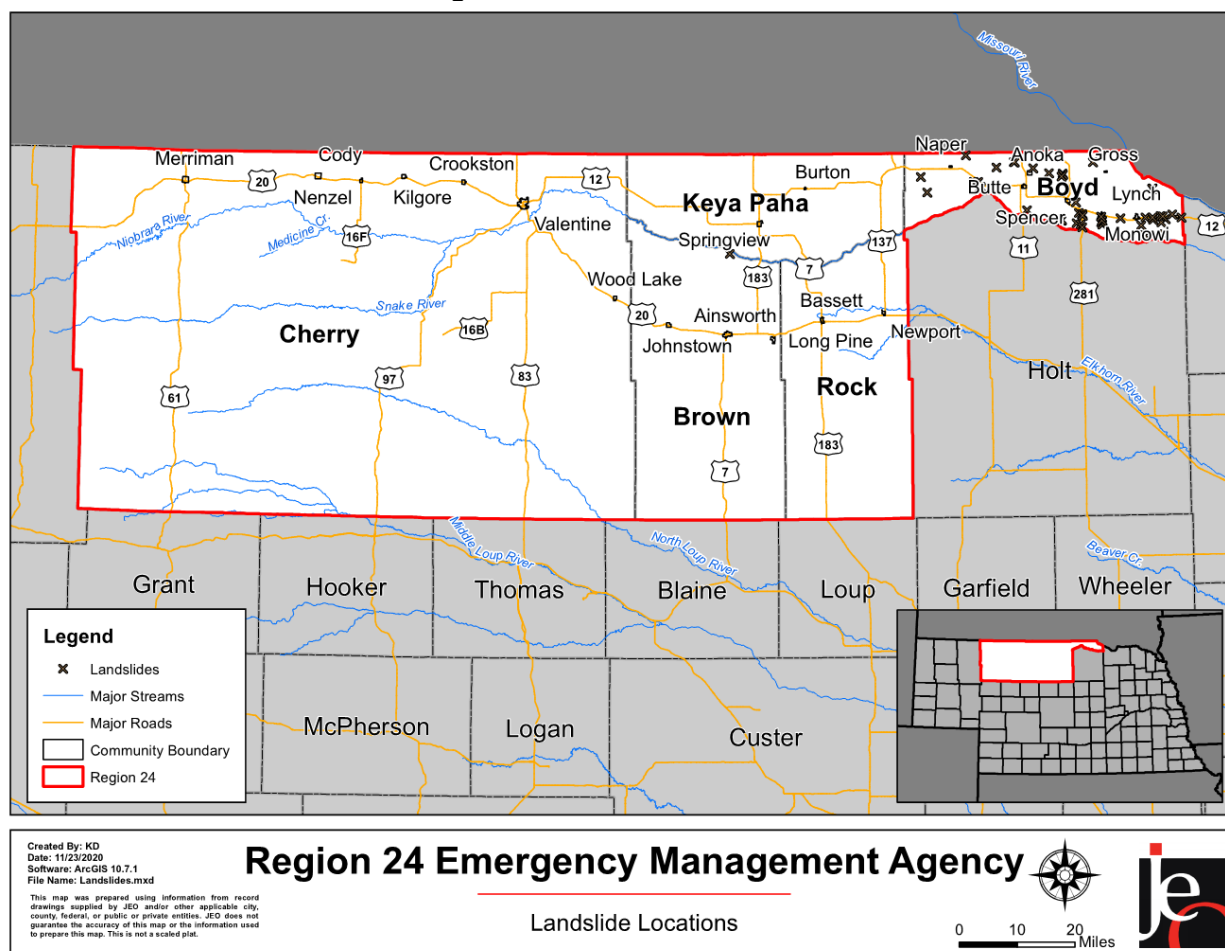 Missouri River
Naper
Anoka
Gross
Merriman
Cody
Crookston
Burton
20
12
Nenzel
Kilgore
Butte
Boyd
Lynch
Keya Paha
Niobrara River
Medicine Cr.
16F
Valentine
Springview
137
Spencer
Monowi
12
11
7
183
Wood Lake
281
Snake River
20
Ainsworth
Bassett
Cherry
16B
Johnstown
Long Pine
Newport
Holt
Elkhorn River
61
97
83
Rock
Brown
183
7
Middle Loup River
North Loup River
Beaver Cr.
Grant
Hooker
Thomas
Blaine
Loup
Garfield
Wheeler
Legend
Landslides
Major Streams
Major Roads
Community Boundary
Region 24
McPherson
Logan
Custer
Created By: KD
Date: 11/23/2020
Software: ArcGIS 10.7.1
File Name: Landslides.mxd
This map was prepared using information from record
drawings supplied by JEO and/or other applicable city,
county, federal, or public or private entities. JEO does not
guarantee the accuracy of this map or the information used
to prepare this map. This is not a scaled plat.
Region 24 Emergency Management Agency
Landslide Locations
0 10 20
Miles
jeo